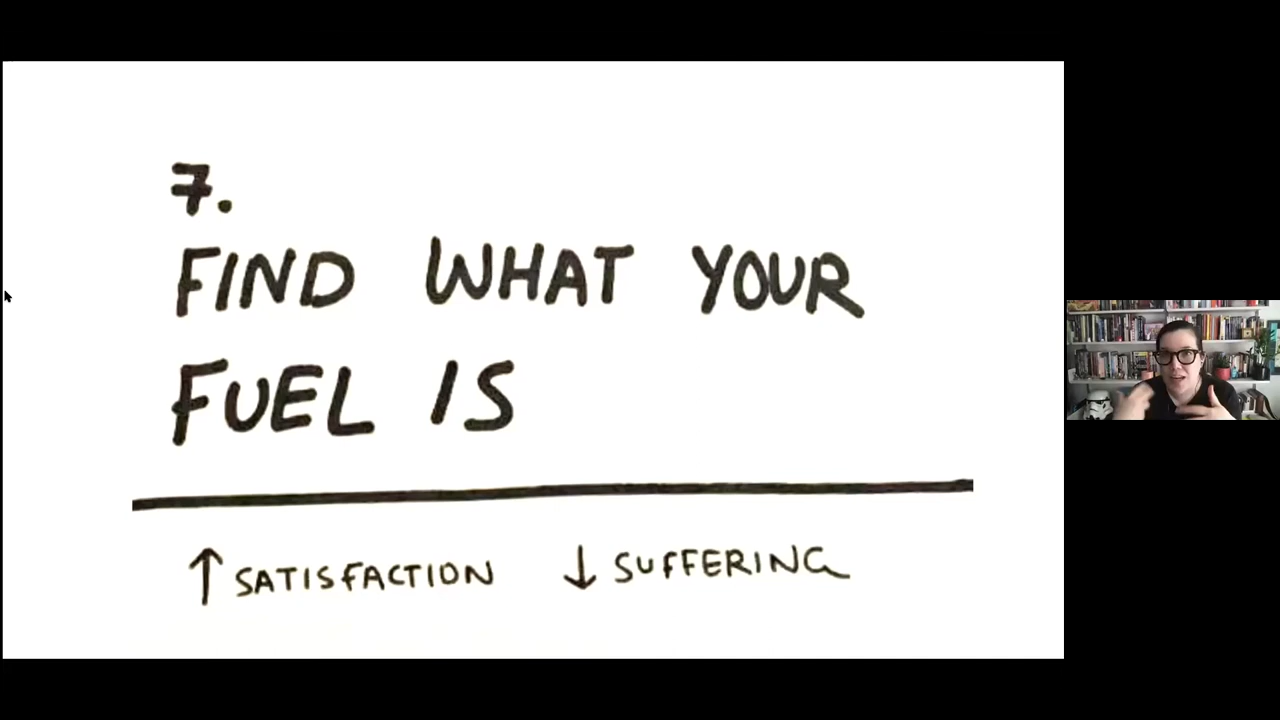 7.
FIND WHAT YOUR
FUEL IS
↑ SATISFACTION ↓ SUFFERING